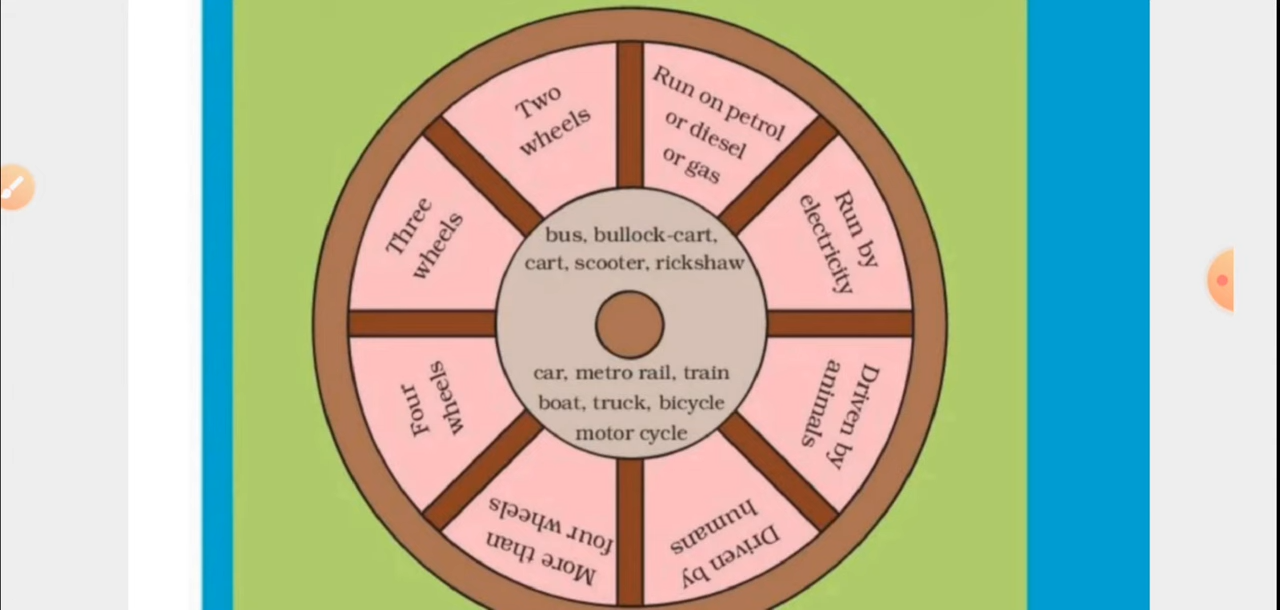 Two
wheels
Run on petrol
or diesel
or gas
Run by
electricity
Driven by
animals
Driven by
humans
More than
four wheels
Four
wheels
Three
wheels
bus, bullock-cart,
cart, scooter, rickshaw
car, metro rail, train
boat, truck, bicycle
motor cycle